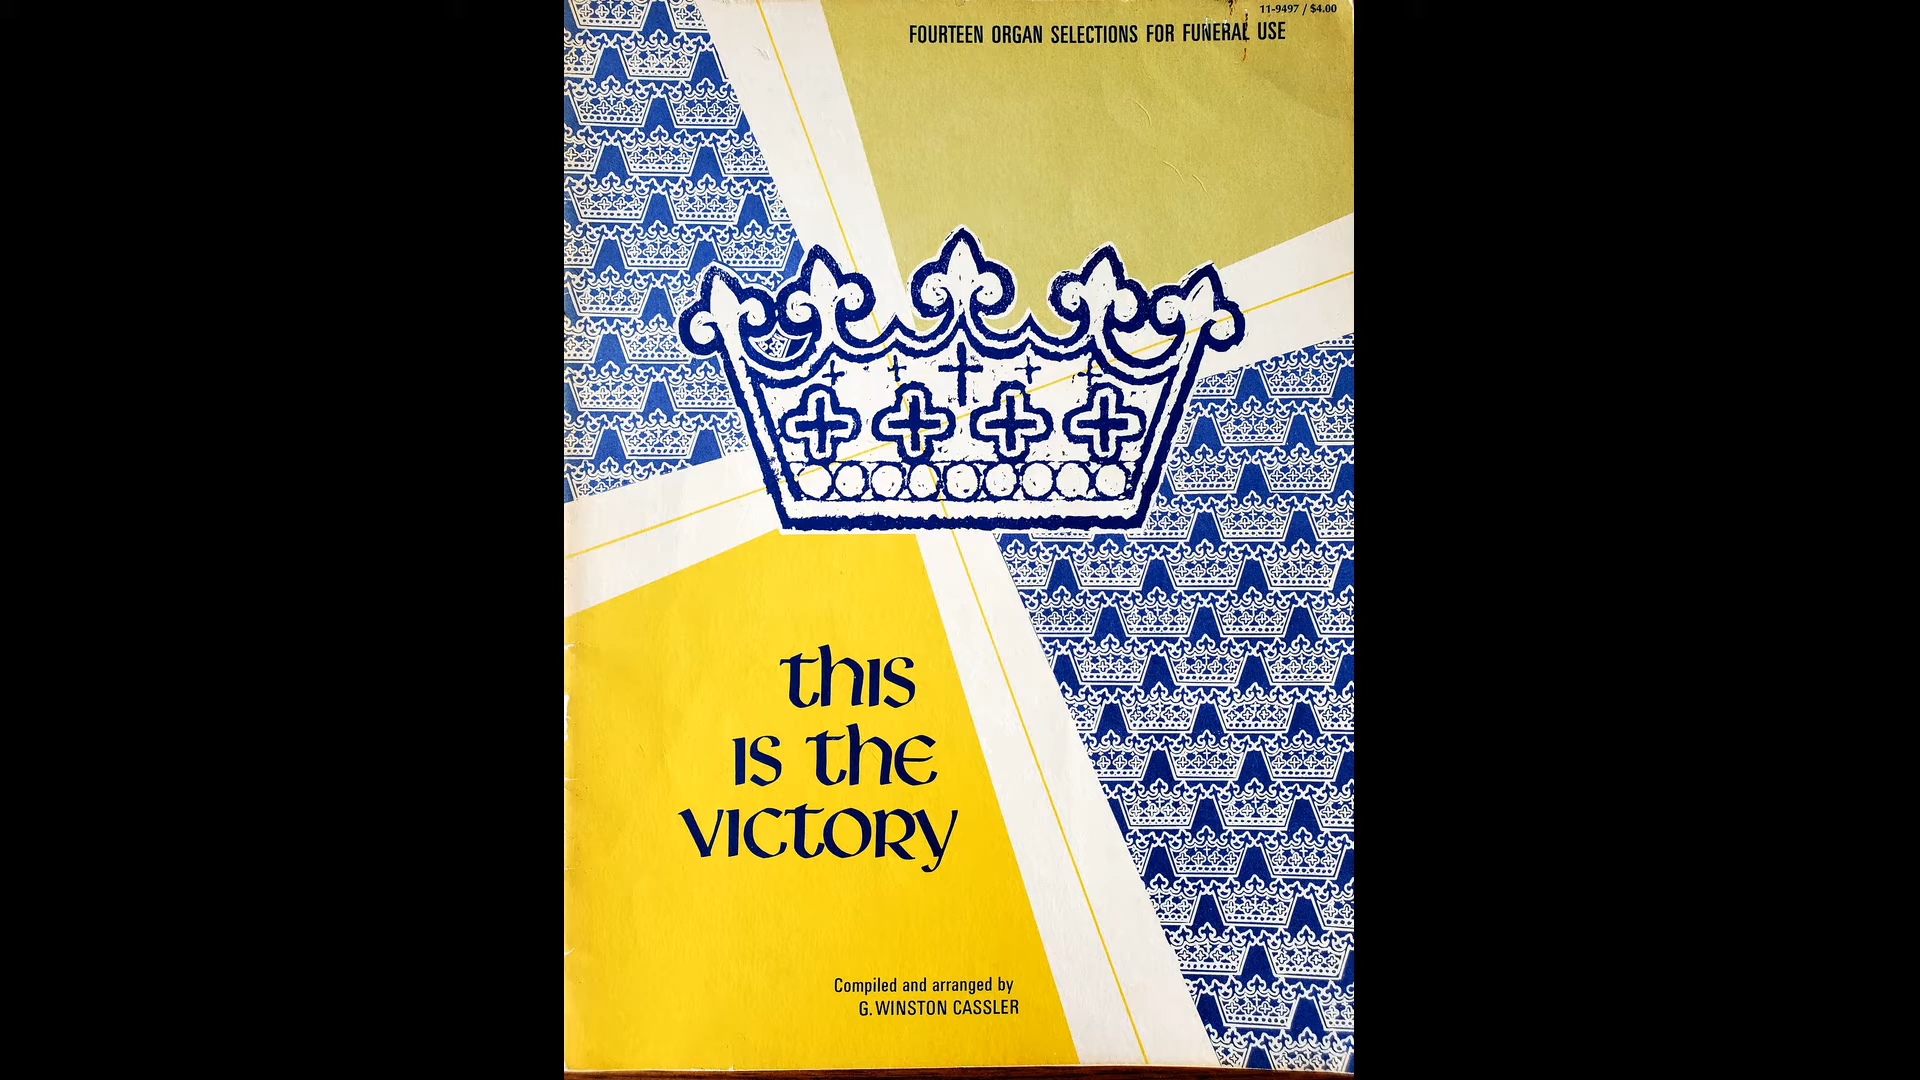 11-9497 / $4.00
FOURTEEN ORGAN SELECTIONS FOR FUNERAL USE
this
is the
victory
Compiled and arranged by
G. WINSTON CASSLER